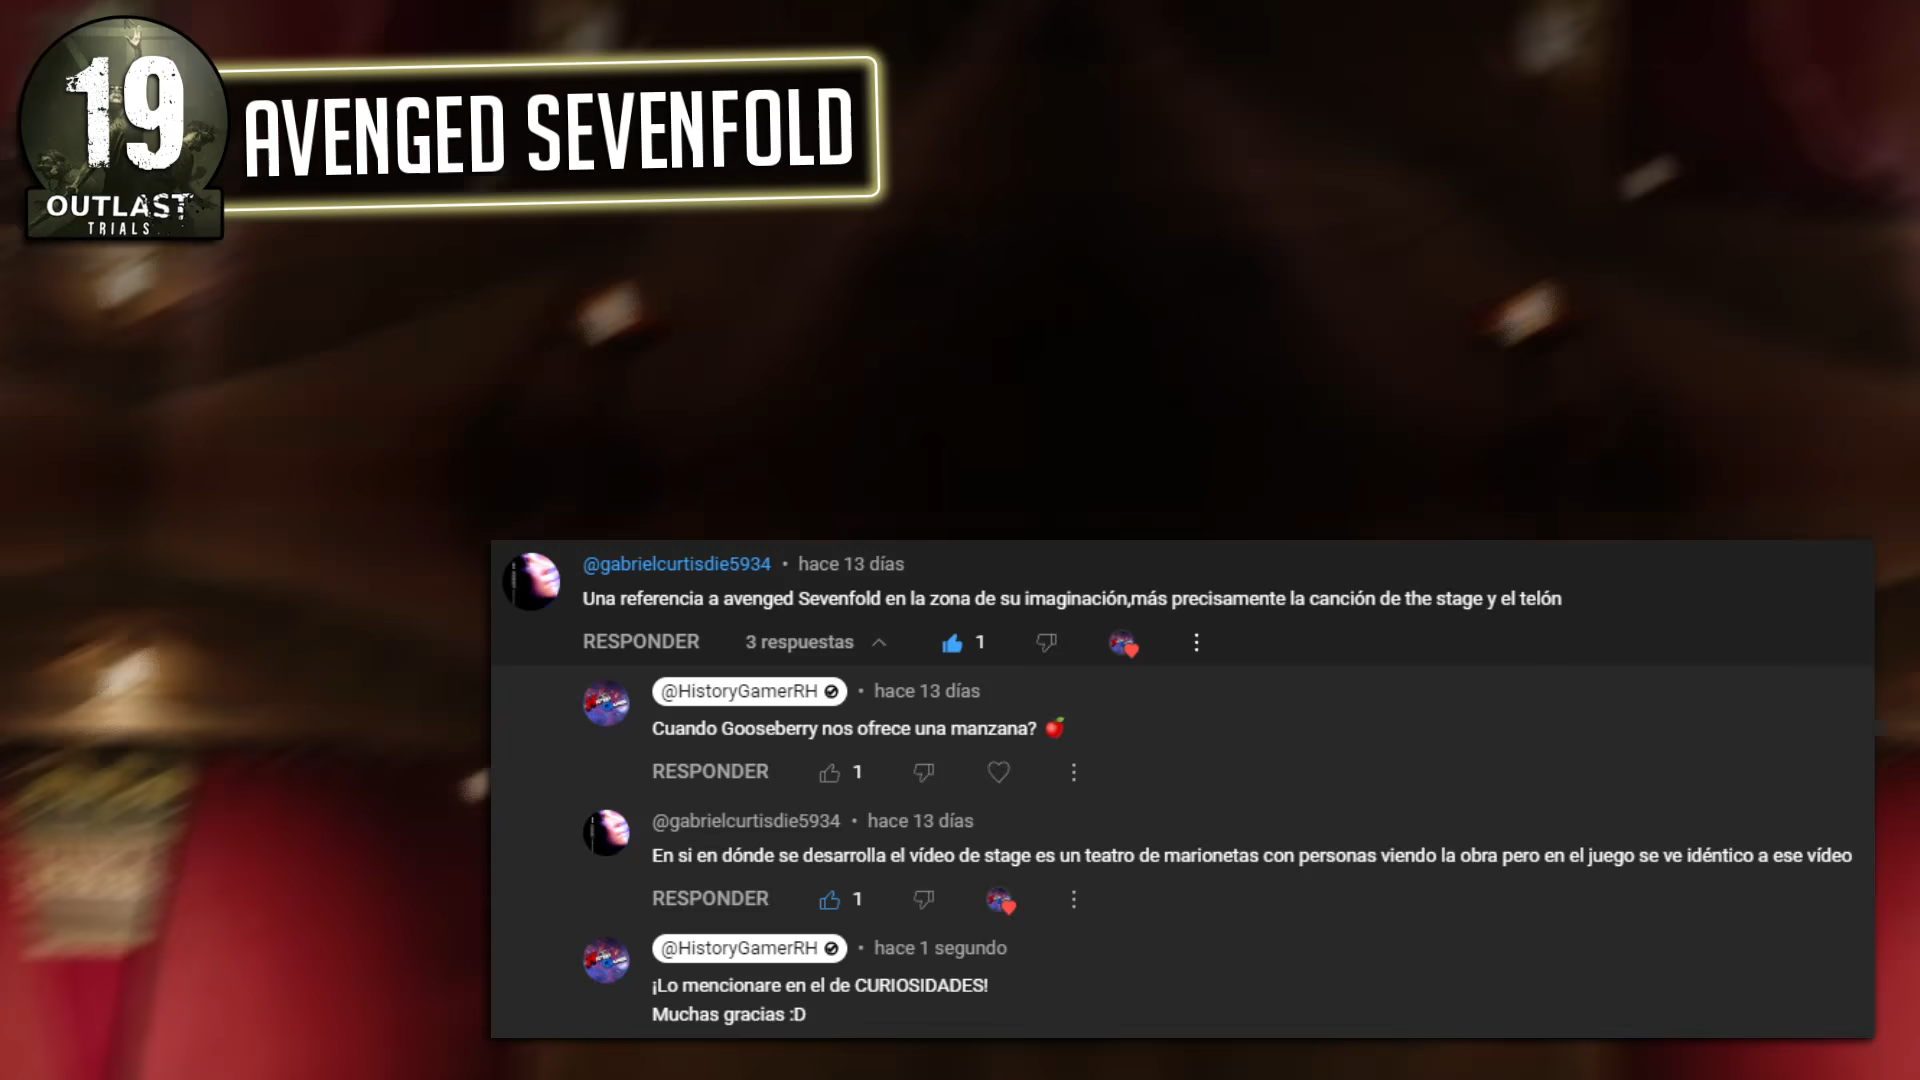 19
OUTLAST
TRIALS
AVENGED SEVENFOLD
@gabrielcurtisdie5934 • hace 13 días
Una referencia a avenged Sevenfold en la zona de su imaginación,más precisamente la canción de the stage y el telón
RESPONDER 3 respuestas 1
@HistoryGamerRH • hace 13 días
Cuando Gooseberry nos ofrece una manzana? 🍎
RESPONDER 1
@gabrielcurtisdie5934 • hace 13 días
En si en dónde se desarrolla el vídeo de stage es un teatro de marionetas con personas viendo la obra pero en el juego se ve idéntico a ese vídeo
RESPONDER 1
@HistoryGamerRH • hace 1 segundo
¡Lo mencionare en el de CURIOSIDADES!
Muchas gracias :D